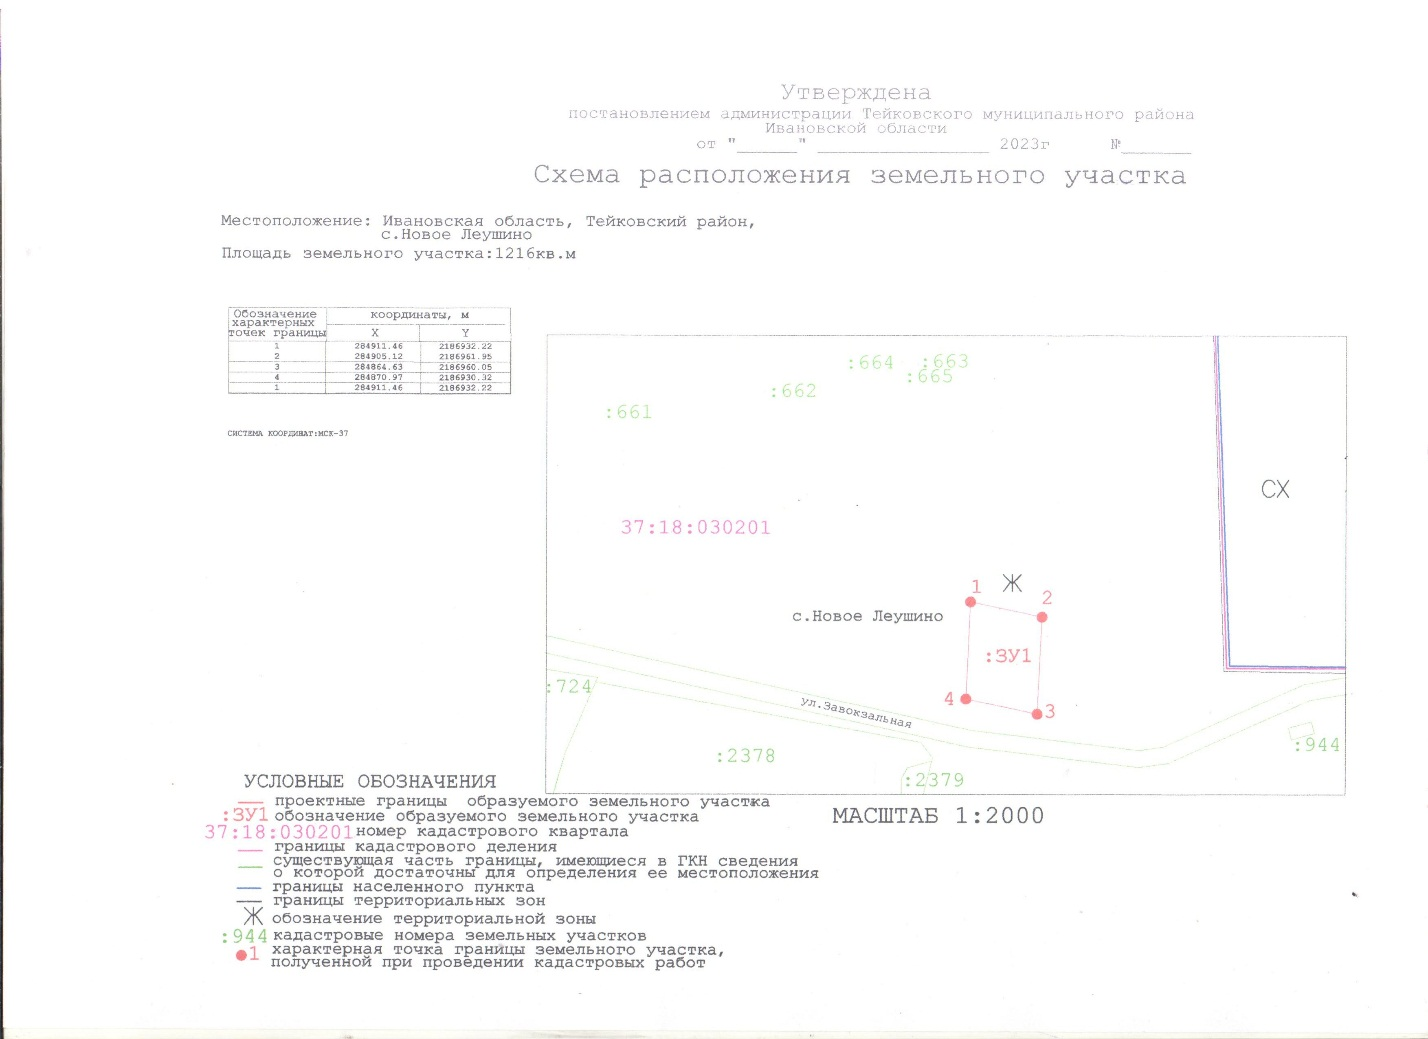 Утверждена
постановлением администрации Тейковского муниципального района
Ивановской области
от "______" _________________ 2023г №_______
Схема расположения земельного участка
Местоположение: Ивановская область, Тейковский район,
с.Новое Леушино
Площадь земельного участка:1216кв.м
Обозначение характерных точек границы координаты, м
X Y
1 284911.46 2186932.22
2 284905.12 2186961.95
3 284864.63 2186960.05
4 284870.97 2186930.32
1 284911.46 2186932.22
СИСТЕМА КООРДИНАТ:МСК-37
:664 :663
:665
:662
:661
СХ
37:18:030201
Ж
1
2
с.Новое Леушино
:ЗУ1
:724
4
3
ул.Завокзальная
:944
:2378
:2379
МАСШТАБ 1:2000
УСЛОВНЫЕ ОБОЗНАЧЕНИЯ
проектные границы образуемого земельного участка
:ЗУ1 обозначение образуемого земельного участка
37:18:030201 номер кадастрового квартала
границы кадастрового деления
существующая часть границы, имеющиеся в ГКН сведения
о которой достаточны для определения ее местоположения
границы населенного пункта
границы территориальных зон
Ж обозначение территориальной зоны
:944 кадастровые номера земельных участков
1 характерная точка границы земельного участка,
полученной при проведении кадастровых работ